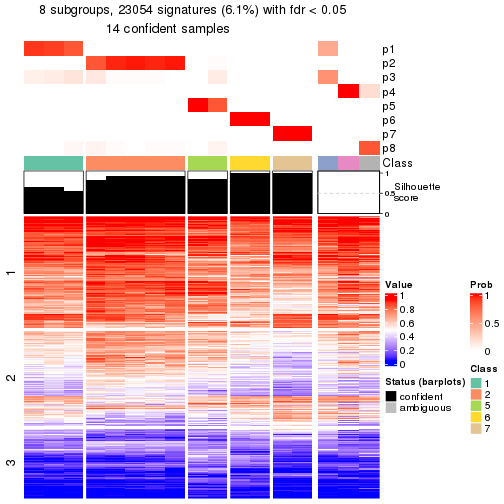 8 subgroups, 23054 signatures (6.1%) with fdr < 0.05
14 confident samples
p1
p2
p3
p4
p5
p6
p7
p8
Class
1
0.5
0
Silhouette
score
1
2
3
Value
1
0.8
0.6
0.4
0.2
0
Status (barplots)
confident
ambiguous
Prob
1
0.5
0
Class
1
2
5
6
7